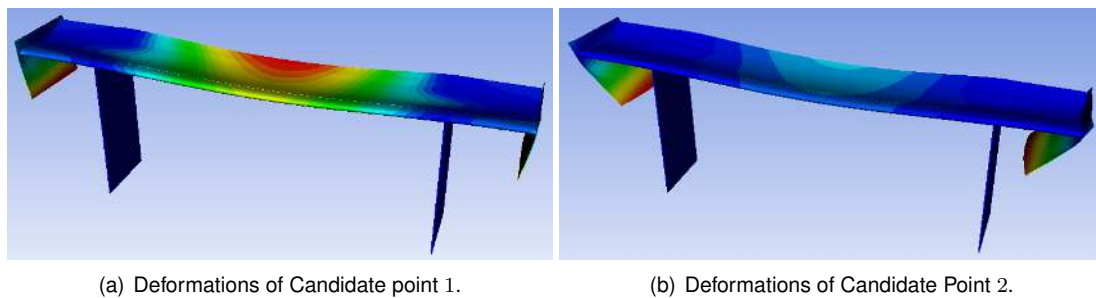 (a) Deformations of Candidate point 1.
(b) Deformations of Candidate Point 2.